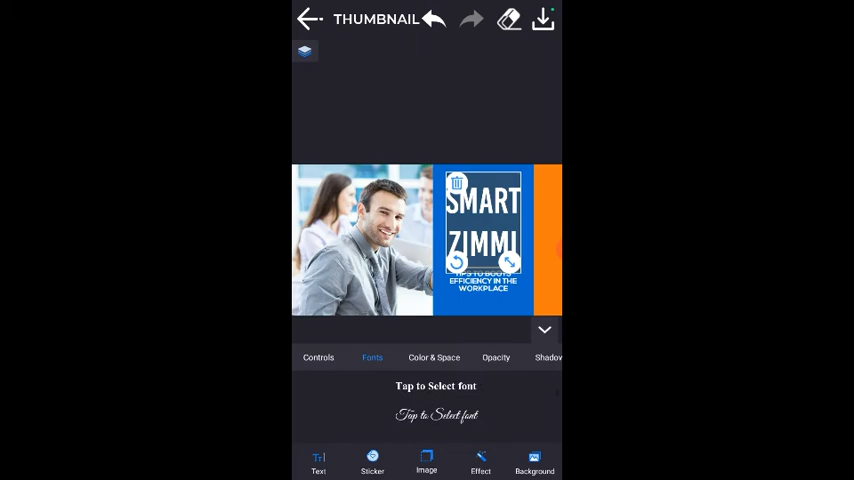 THUMBNAIL
SMART
ZIMMI
TIPS TO BOOTS
EFFICIENCY IN THE
WORKPLACE
Controls Fonts Color & Space Opacity Shadow
Tap to Select font
Tap to Select font
Text Sticker Image Effect Background